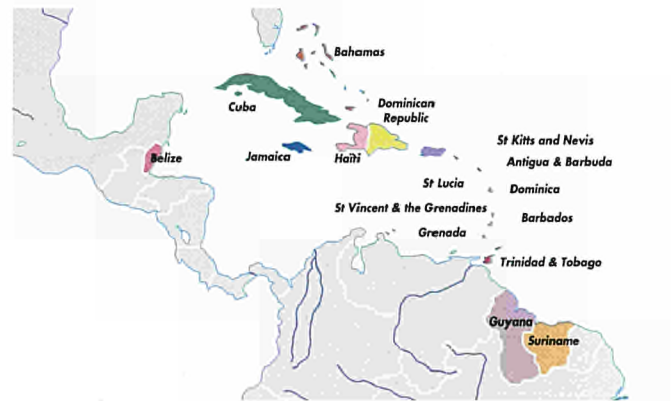 Bahamas
Cuba
Dominican
Republic
St Kitts and Nevis
Belize
Jamaica
Haïti
Antigua & Barbuda
St Lucia
Dominica
St Vincent & the Grenadines
Barbados
Grenada
Trinidad & Tobago
Guyana
Suriname